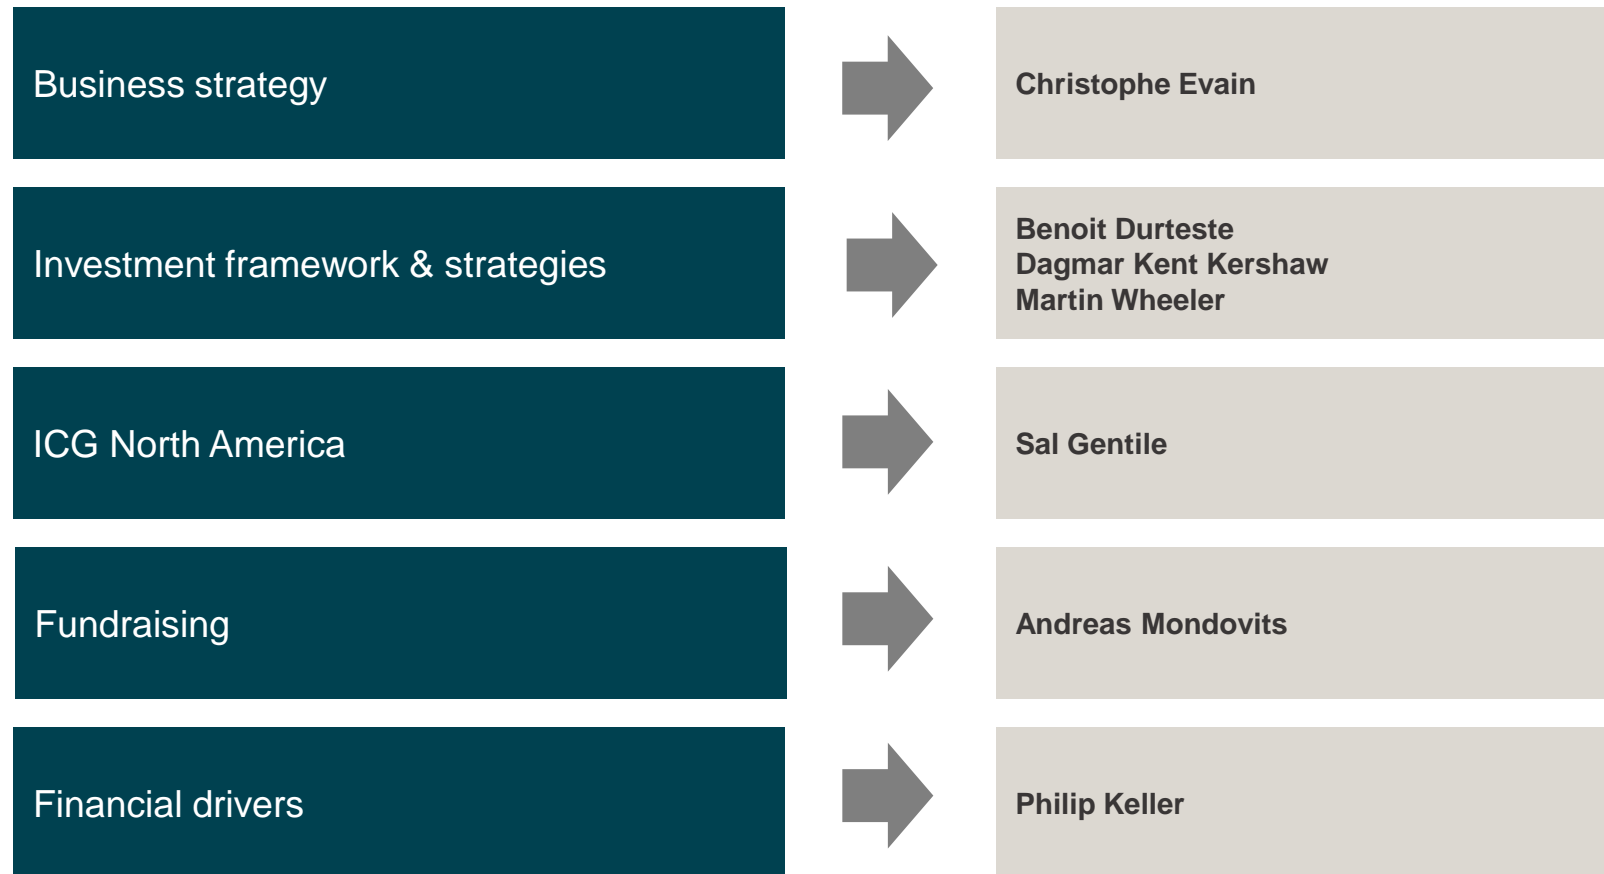 Business strategy
Christophe Evain
Investment framework & strategies
Benoit Durteste
Dagmar Kent Kershaw
Martin Wheeler
ICG North America
Sal Gentile
Fundraising
Andreas Mondovits
Financial drivers
Philip Keller